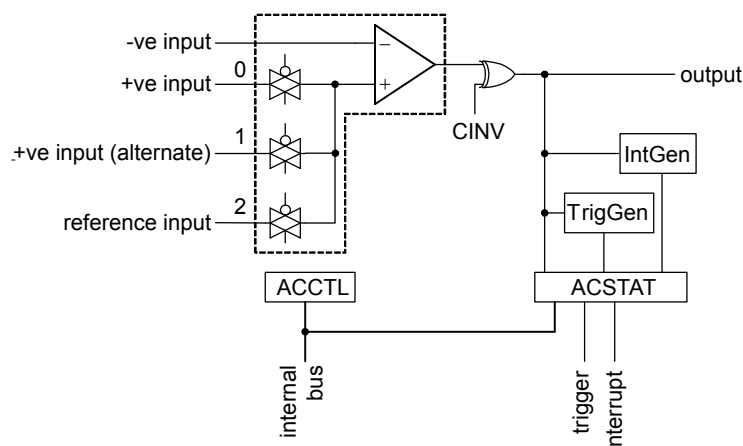 -ve input
+ve input
0
+ve input (alternate)
1
reference input
2
CINV
output
IntGen
TrigGen
ACCTL
ACSTAT
internal
bus
trigger
nterrupt